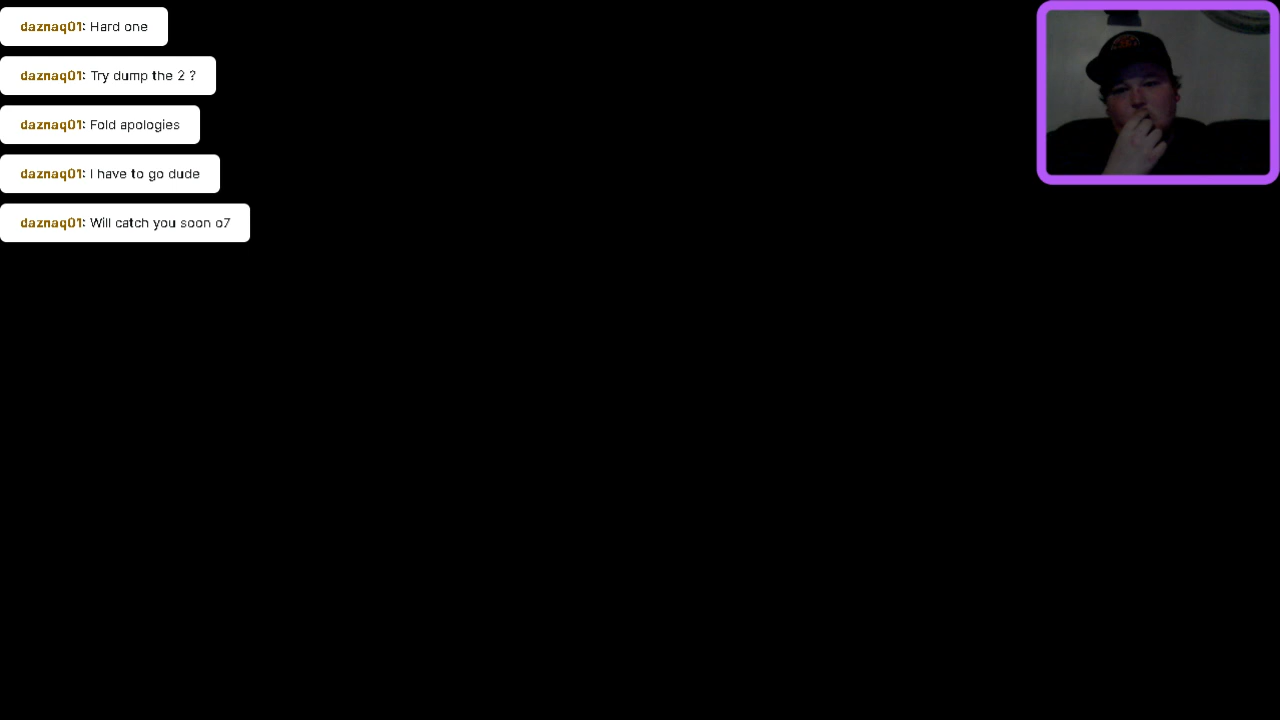 daznaq01: Hard one
daznaq01: Try dump the 2 ?
daznaq01: Fold apologies
daznaq01: I have to go dude
daznaq01: Will catch you soon o7